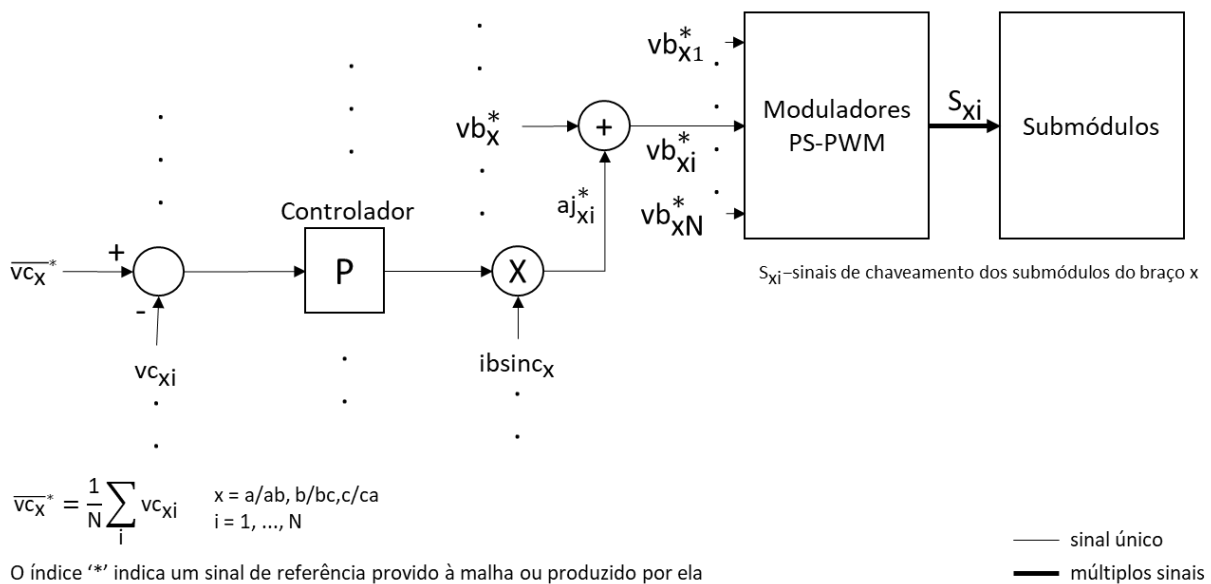 vb*x1
Moduladores
PS-PWM
Sxi
Submódulos
vb*x
+
vb*xi
aj*xi
vb*xN
Controlador
P
X
+
-
vcx*
Sxi–sinais de chaveamento dos submódulos do braço x
vcxi
ibsincx
vcx* = 1/N ∑i vcxi
x = a/ab, b/bc,c/ca
i = 1, ..., N
sinal único
O índice '*' indica um sinal de referência provido à malha ou produzido por ela
múltiplos sinais